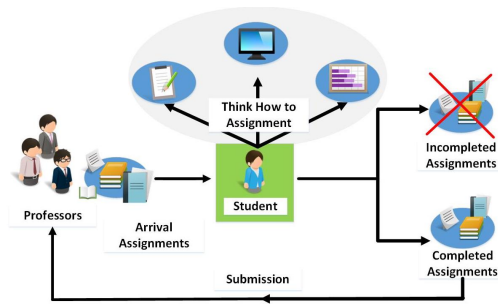 Think How to
Assignment
Incompleted
Assignments
Student
Professors
Arrival
Assignments
Completed
Assignments
Submission